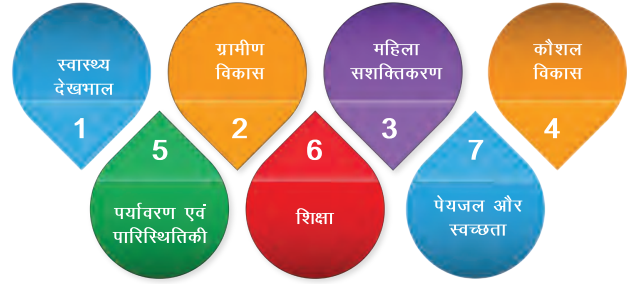 स्वास्थ्य
देखभाल
1
ग्रामीण
विकास
2
महिला
सशक्तिकरण
3
कौशल
विकास
4
5
पर्यावरण एवं
पारिस्थितिकी
6
शिक्षा
7
पेयजल और
स्वच्छता